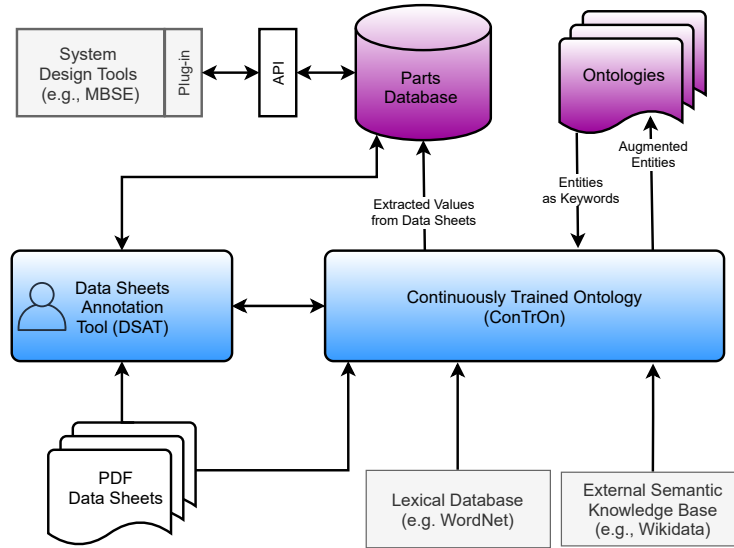 System
Design Tools
(e.g., MBSE)
Plug-in
API
Parts
Database
Ontologies
Augmented
Entities
Entities
as Keywords
Extracted Values
from Data Sheets
Data Sheets
Annotation
Tool (DSAT)
Continuously Trained Ontology
(ConTrOn)
PDF
Data Sheets
Lexical Database
(e.g. WordNet)
External Semantic
Knowledge Base
(e.g., Wikidata)